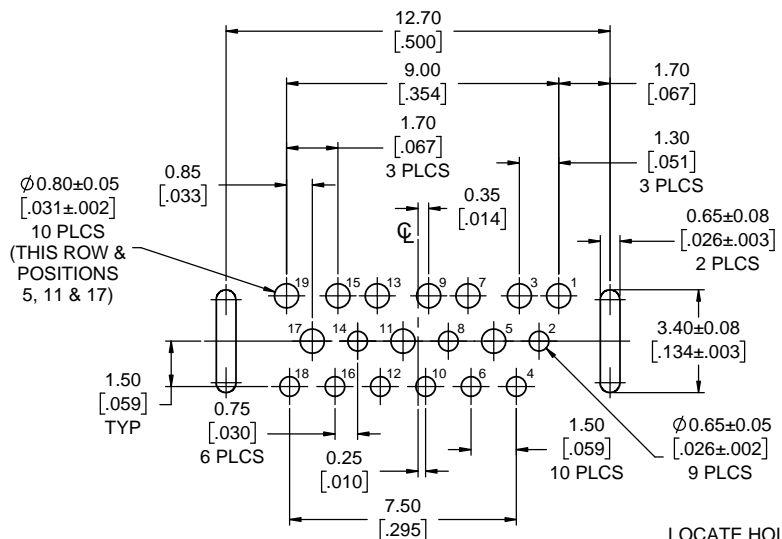 12.70
[.500]
9.00
[.354]
1.70
[.067]
1.70
[.067]
3 PLCS
1.30
[.051]
3 PLCS
0.85
[.033]
0.35
[.014]
℄
Ø0.80±0.05
[.031±.002]
10 PLCS
(THIS ROW &
POSITIONS
5, 11 & 17)
0.65±0.08
[.026±.003]
2 PLCS
19 15 13 9 7 3 1
17 14 11 8 5 2
18 16 12 10 6 4
3.40±0.08
[.134±.003]
1.50
[.059]
TYP
0.75
[.030]
6 PLCS
0.25
[.010]
1.50
[.059]
10 PLCS
Ø0.65±0.05
[.026±.002]
9 PLCS
7.50
[.295]
LOCATE HOL